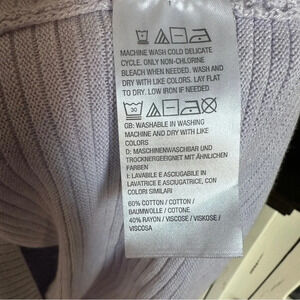 MACHINE WASH COLD DELICATE
CYCLE. ONLY NON-CHLORINE
BLEACH WHEN NEEDED. WASH AND
DRY WITH LIKE COLORS. LAY FLAT
TO DRY. LOW IRON IF NEEDED
30
GB: WASHABLE IN WASHING
MACHINE AND DRY WITH LIKE
COLORS
D: MASCHINENWASCHBAR UND
TROCKNERGEEIGNET MIT ÄHNLICHEN
FARBEN
I: LAVABILE E ASCIUGABILE IN
LAVATRICE E ASCIUGATRICE, CON
COLORI SIMILARI
60% COTTON / COTTON /
BAUMWOLLE / COTONE
40% RAYON / VISCOSE / VISKOSE /
VISCOSA